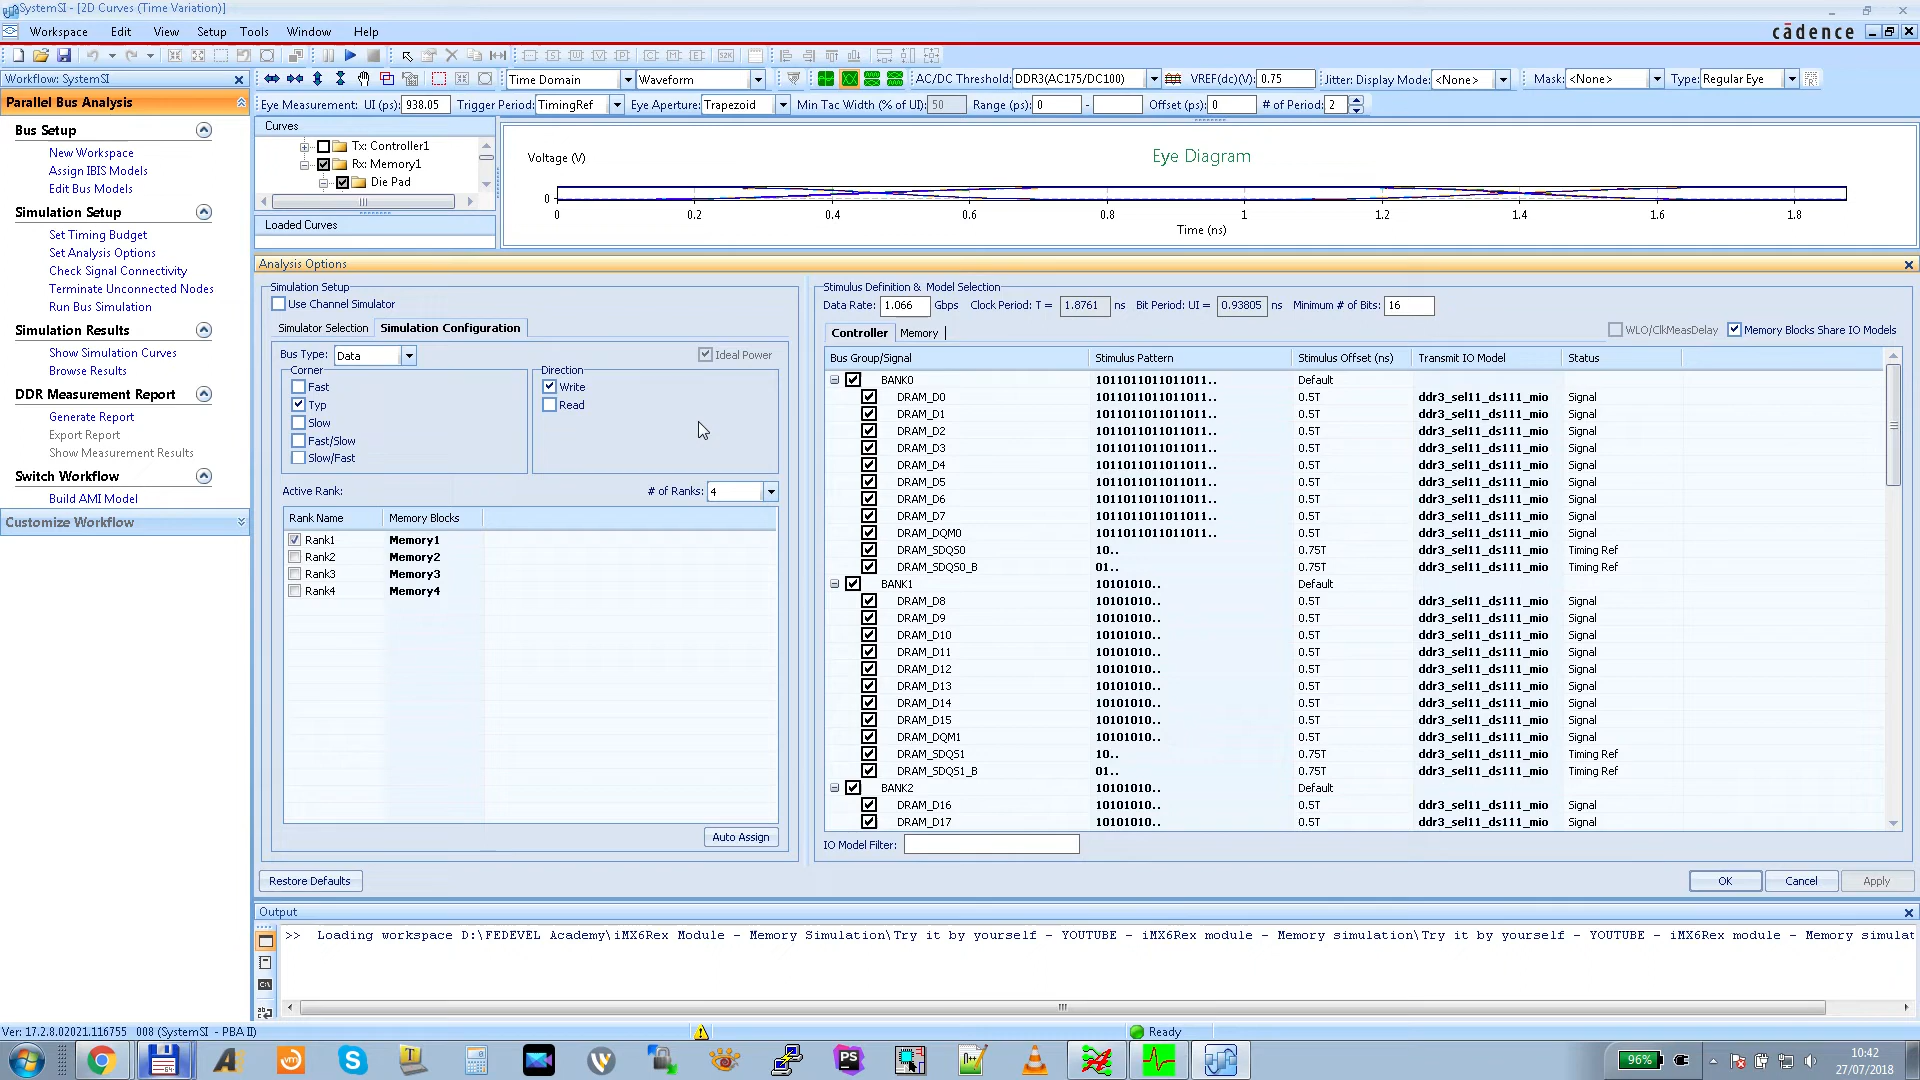 SystemSI - [2D Curves (Time Variation)]
Workspace Edit View Setup Tools Window Help
cādence
Workflow: SystemSI
Time Domain Waveform AC/DC Threshold: DDR3(AC175/DC100) VREF(dc)(V): 0.75 Jitter: Display Mode: <None> Mask: <None> Type: Regular Eye
Eye Measurement: UI (ps): 938.05 Trigger Period: TimingRef Eye Aperture: Trapezoid Min Tac Width (% of UI): 50 Range (ps): 0 - Offset (ps): 0 # of Period: 2
Parallel Bus Analysis
Bus Setup
New Workspace
Assign IBIS Models
Edit Bus Models
Simulation Setup
Set Timing Budget
Set Analysis Options
Check Signal Connectivity
Terminate Unconnected Nodes
Run Bus Simulation
Simulation Results
Show Simulation Curves
Browse Results
DDR Measurement Report
Generate Report
Export Report
Show Measurement Results
Switch Workflow
Build AMI Model
Customize Workflow
Curves
Tx: Controller1
Rx: Memory1
Die Pad
Loaded Curves
Eye Diagram
Voltage (V)
0
0 0.2 0.4 0.6 0.8 1 1.2 1.4 1.6 1.8
Time (ns)
Analysis Options
Simulation Setup
Use Channel Simulator
Simulator Selection Simulation Configuration
Bus Type: Data Ideal Power
Corner
Fast
Typ
Slow
Fast/Slow
Slow/Fast
Direction
Write
Read
Active Rank: # of Ranks: 4
Rank Name Memory Blocks
Rank1 Memory1
Rank2 Memory2
Rank3 Memory3
Rank4 Memory4
Auto Assign
Restore Defaults
Stimulus Definition & Model Selection
Data Rate: 1.066 Gbps Clock Period: T = 1.8761 ns Bit Period: UI = 0.93805 ns Minimum # of Bits: 16
Controller Memory
WLO/ClkMeasDelay Memory Blocks Share IO Models
Bus Group/Signal Stimulus Pattern Stimulus Offset (ns) Transmit IO Model Status
BANK0 1011011011011011.. Default
DRAM_D0 1011011011011011.. 0.5T ddr3_sel11_ds111_mio Signal
DRAM_D1 1011011011011011.. 0.5T ddr3_sel11_ds111_mio Signal
DRAM_D2 1011011011011011.. 0.5T ddr3_sel11_ds111_mio Signal
DRAM_D3 1011011011011011.. 0.5T ddr3_sel11_ds111_mio Signal
DRAM_D4 1011011011011011.. 0.5T ddr3_sel11_ds111_mio Signal
DRAM_D5 1011011011011011.. 0.5T ddr3_sel11_ds111_mio Signal
DRAM_D6 1011011011011011.. 0.5T ddr3_sel11_ds111_mio Signal
DRAM_D7 1011011011011011.. 0.5T ddr3_sel11_ds111_mio Signal
DRAM_DQM0 1011011011011011.. 0.5T ddr3_sel11_ds111_mio Signal
DRAM_SDQS0 10.. 0.75T ddr3_sel11_ds111_mio Timing Ref
DRAM_SDQS0_B 01.. 0.75T ddr3_sel11_ds111_mio Timing Ref
BANK1 10101010.. Default
DRAM_D8 10101010.. 0.5T ddr3_sel11_ds111_mio Signal
DRAM_D9 10101010.. 0.5T ddr3_sel11_ds111_mio Signal
DRAM_D10 10101010.. 0.5T ddr3_sel11_ds111_mio Signal
DRAM_D11 10101010.. 0.5T ddr3_sel11_ds111_mio Signal
DRAM_D12 10101010.. 0.5T ddr3_sel11_ds111_mio Signal
DRAM_D13 10101010.. 0.5T ddr3_sel11_ds111_mio Signal
DRAM_D14 10101010.. 0.5T ddr3_sel11_ds111_mio Signal
DRAM_D15 10101010.. 0.5T ddr3_sel11_ds111_mio Signal
DRAM_DQM1 10101010.. 0.5T ddr3_sel11_ds111_mio Signal
DRAM_SDQS1 10.. 0.75T ddr3_sel11_ds111_mio Timing Ref
DRAM_SDQS1_B 01.. 0.75T ddr3_sel11_ds111_mio Timing Ref
BANK2 10101010.. Default
DRAM_D16 10101010.. 0.5T ddr3_sel11_ds111_mio Signal
DRAM_D17 10101010.. 0.5T ddr3_sel11_ds111_mio Signal
IO Model Filter:
OK Cancel Apply
Output
>> Loading workspace D:\FEDEVEL Academy\iMX6Rex Module - Memory Simulation\Try it by yourself - YOUTUBE - iMX6Rex module - Memory simulation\Try it by yourself - YOUTUBE - iMX6Rex module - Memory simulat
Ver: 17.2.8.02021.116755 008 (SystemSI - PBA II) Ready
96%
10:42
27/07/2018